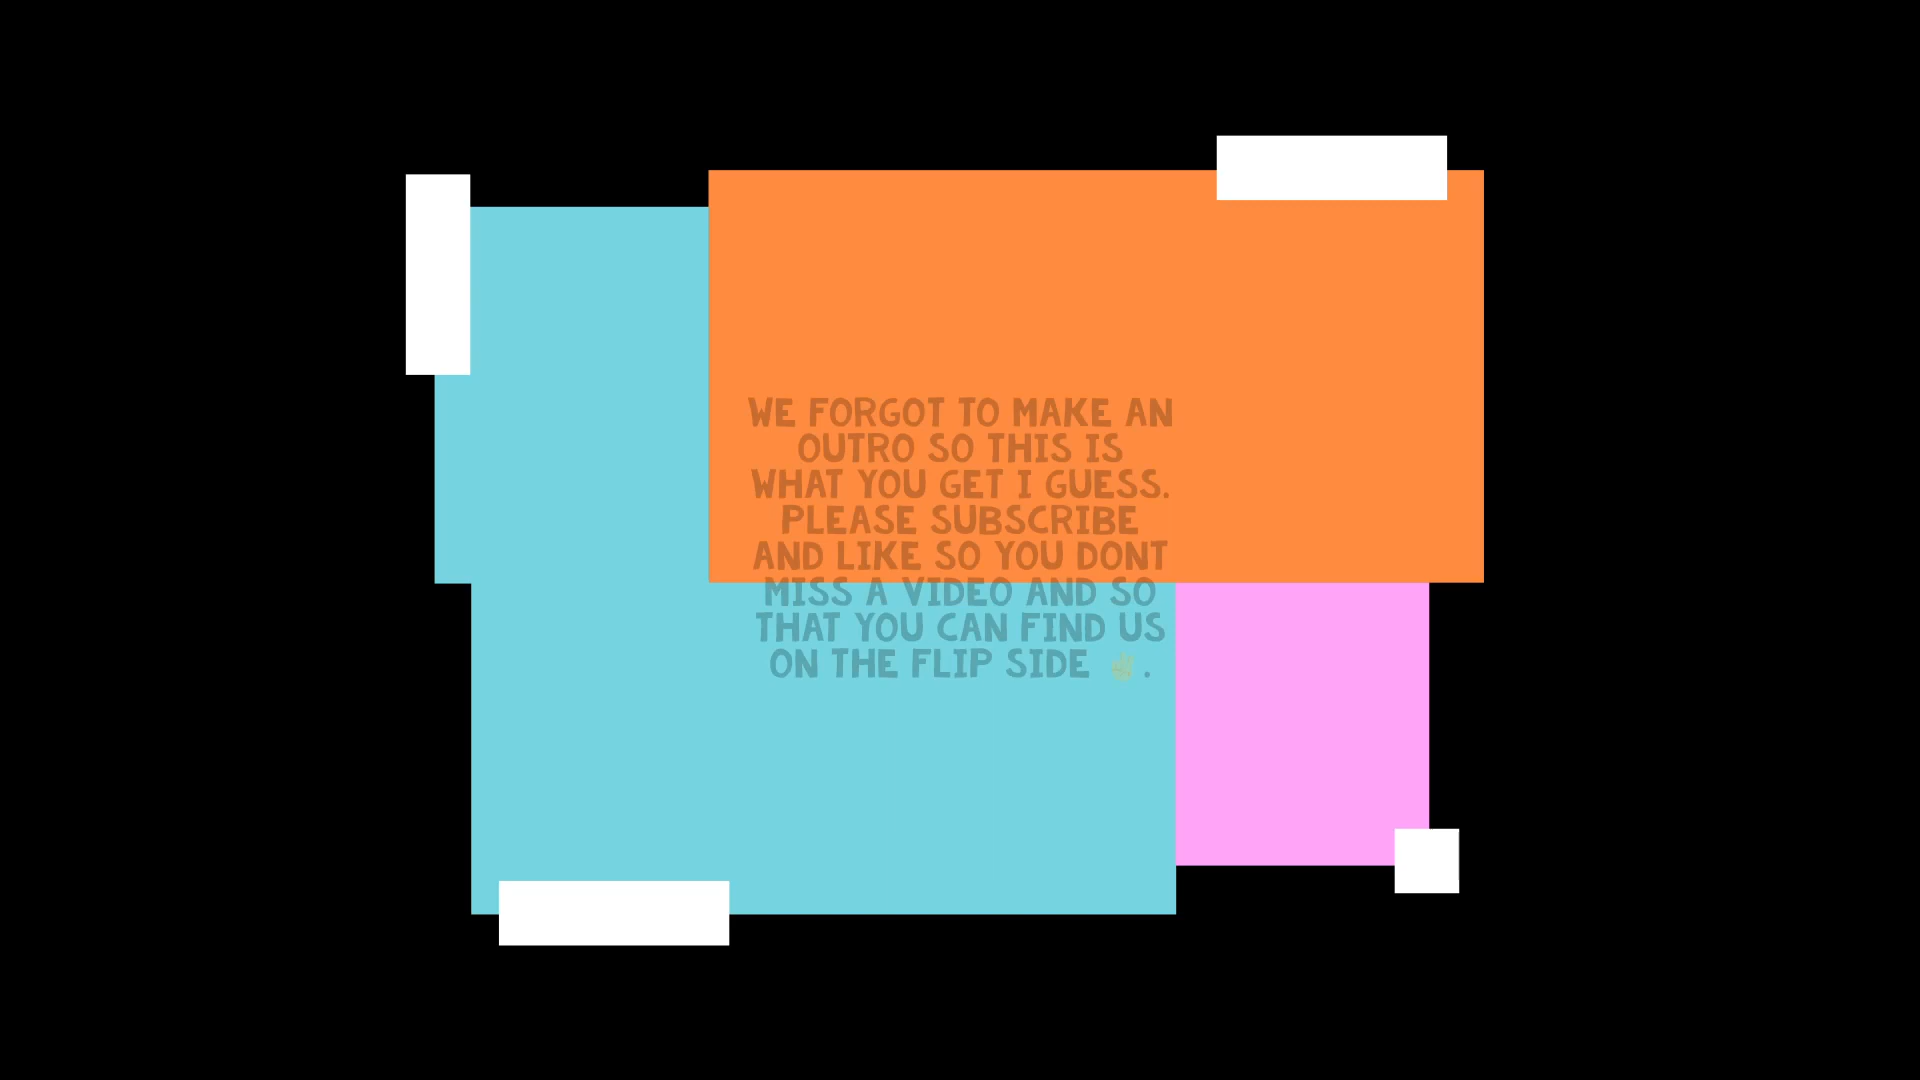 WE FORGOT TO MAKE AN
OUTRO SO THIS IS
WHAT YOU GET I GUESS.
PLEASE SUBSCRIBE
AND LIKE SO YOU DONT
MISS A VIDEO AND SO
THAT YOU CAN FIND US
ON THE FLIP SIDE ✌.